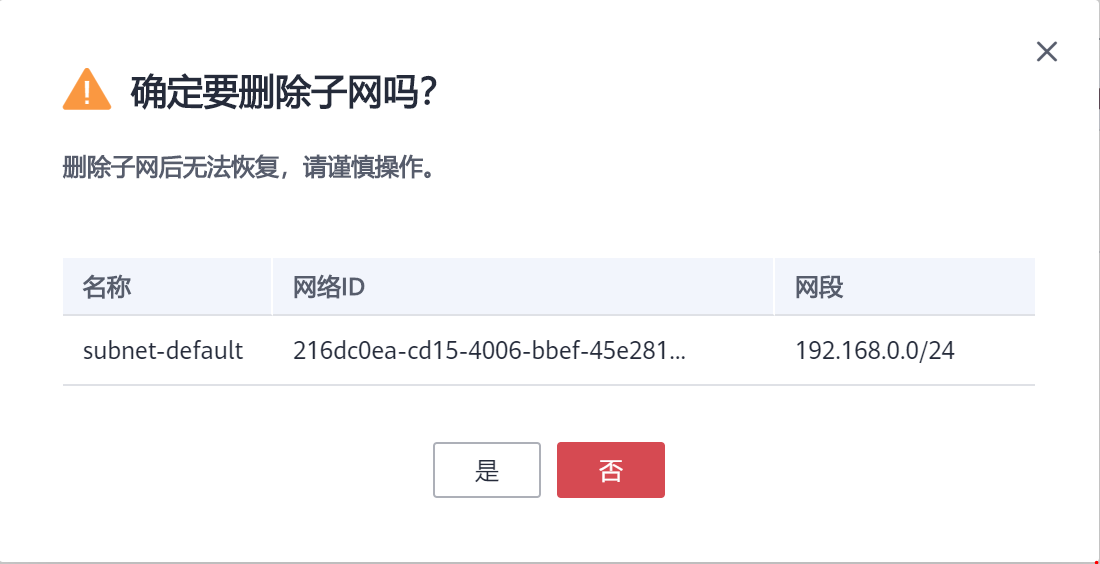 确定要删除子网吗？
删除子网后无法恢复，请谨慎操作。
名称 网络ID 网段
subnet-default 216dc0ea-cd15-4006-bbef-45e281... 192.168.0.0/24
是 否